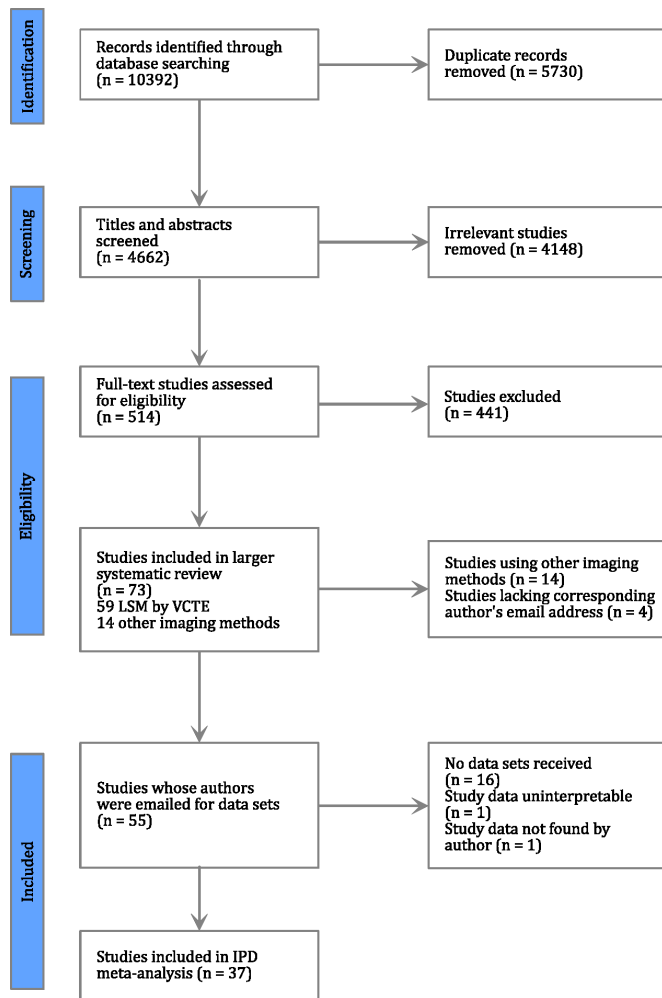 Identification
Records identified through
database searching
(n = 10392)
Duplicate records
removed (n = 5730)
Screening
Titles and abstracts
screened
(n = 4662)
Irrelevant studies
removed (n = 4148)
Eligibility
Full-text studies assessed
for eligibility
(n = 514)
Studies excluded
(n = 441)
Studies included in larger
systematic review
(n = 73)
59 LSM by VCTE
14 other imaging methods
Studies using other imaging
methods (n = 14)
Studies lacking corresponding
author's email address (n = 4)
Included
Studies whose authors
were emailed for data sets
(n = 55)
No data sets received
(n = 16)
Study data uninterpretable
(n = 1)
Study data not found by
author (n = 1)
Studies included in IPD
meta-analysis (n = 37)